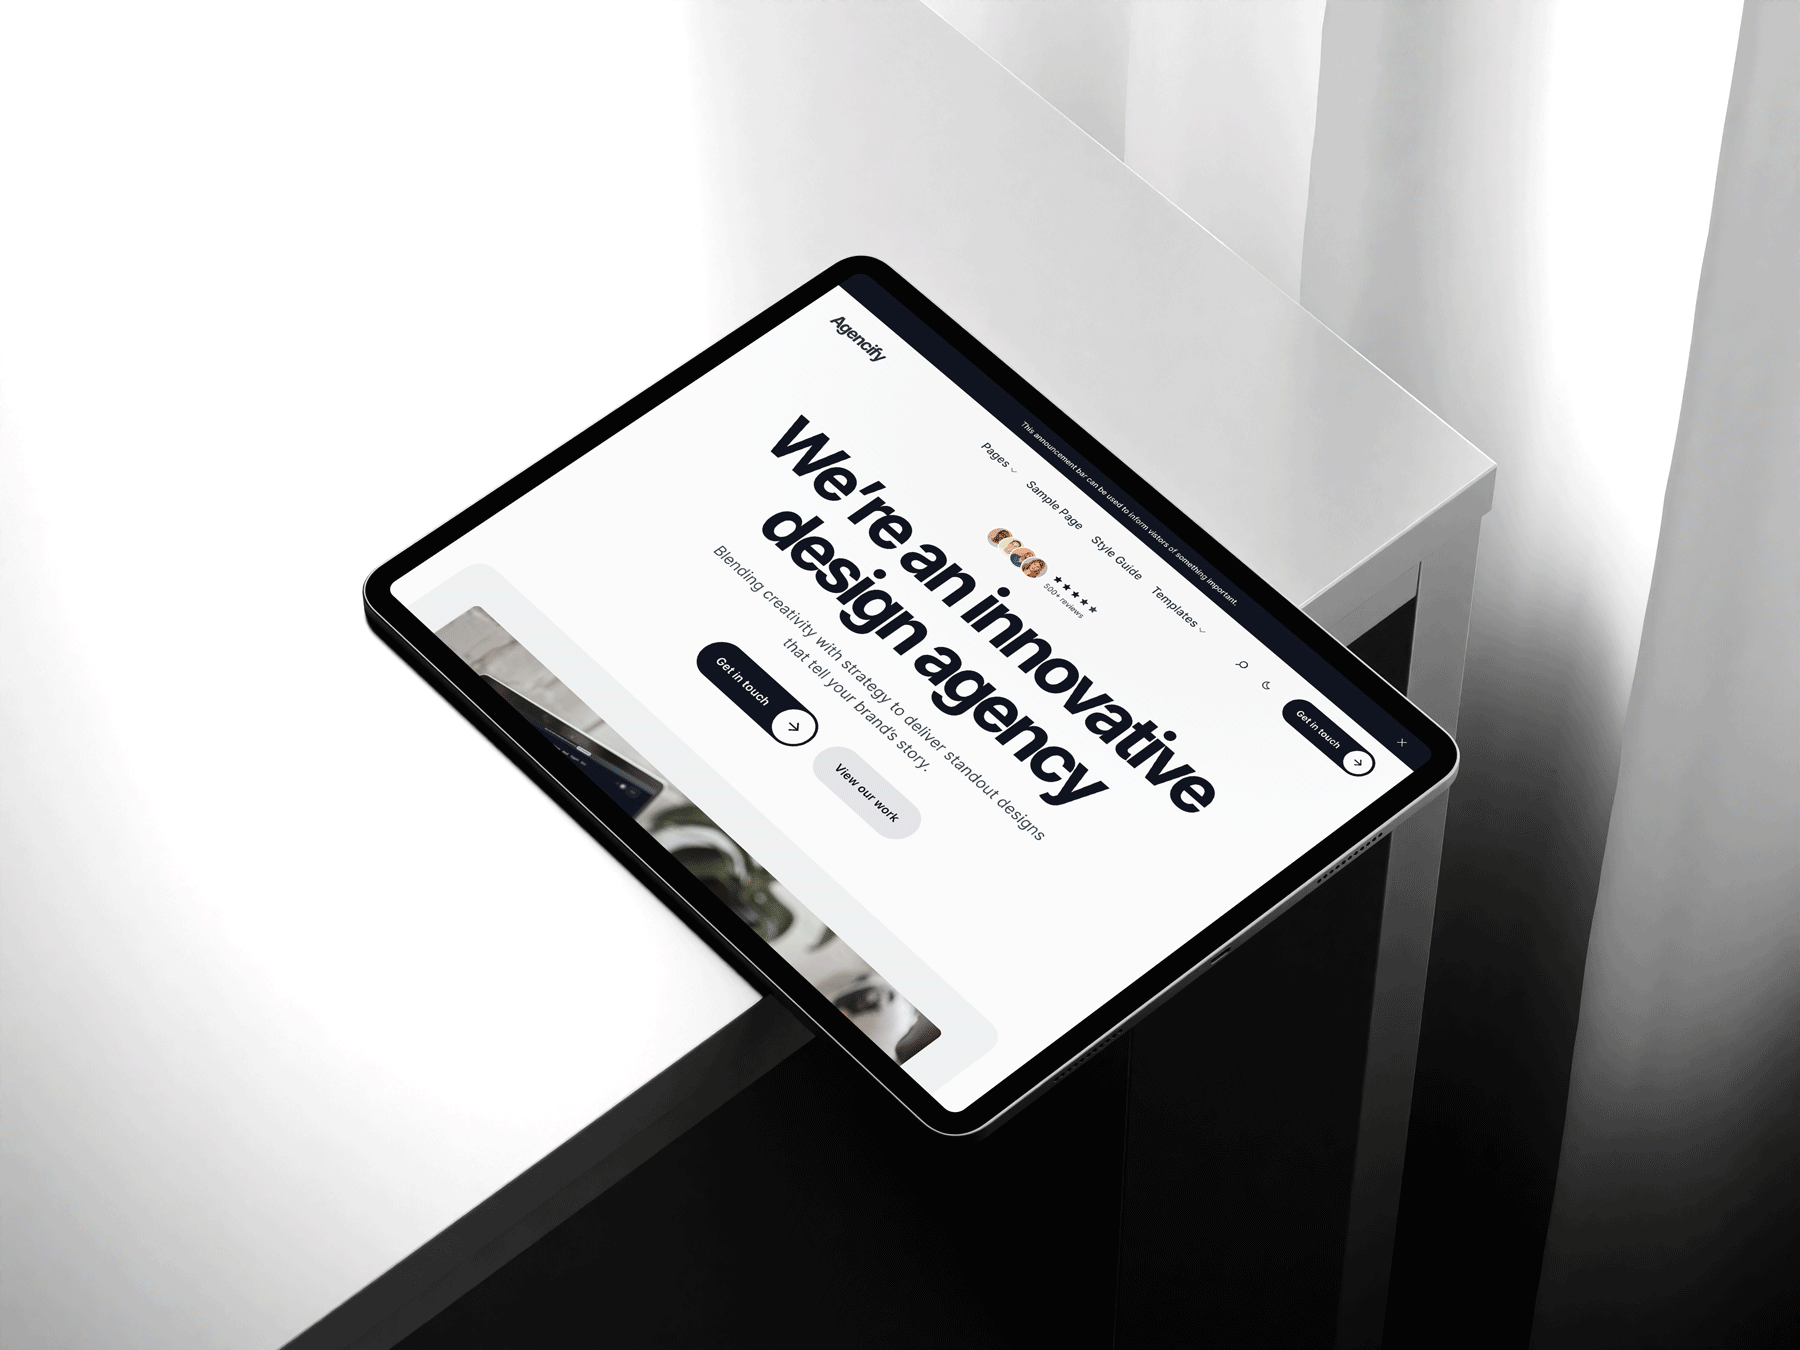 This announcement bar can be used to inform vistors of something important.
Agencify
Pages
Sample Page
Style Guide
Templates
Get in touch
500+ reviews
We're an innovative
design agency
Blending creativity with strategy to deliver standout designs
that tell your brand's story.
Get in touch
View our work